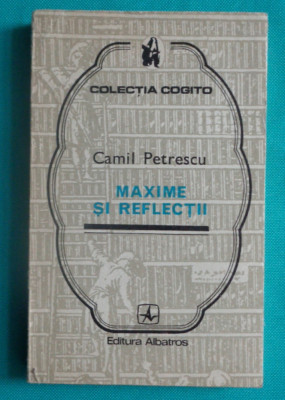 COLECȚIA COGITO
Camil Petrescu
MAXIME
ȘI REFLECȚII
Editura Albatros